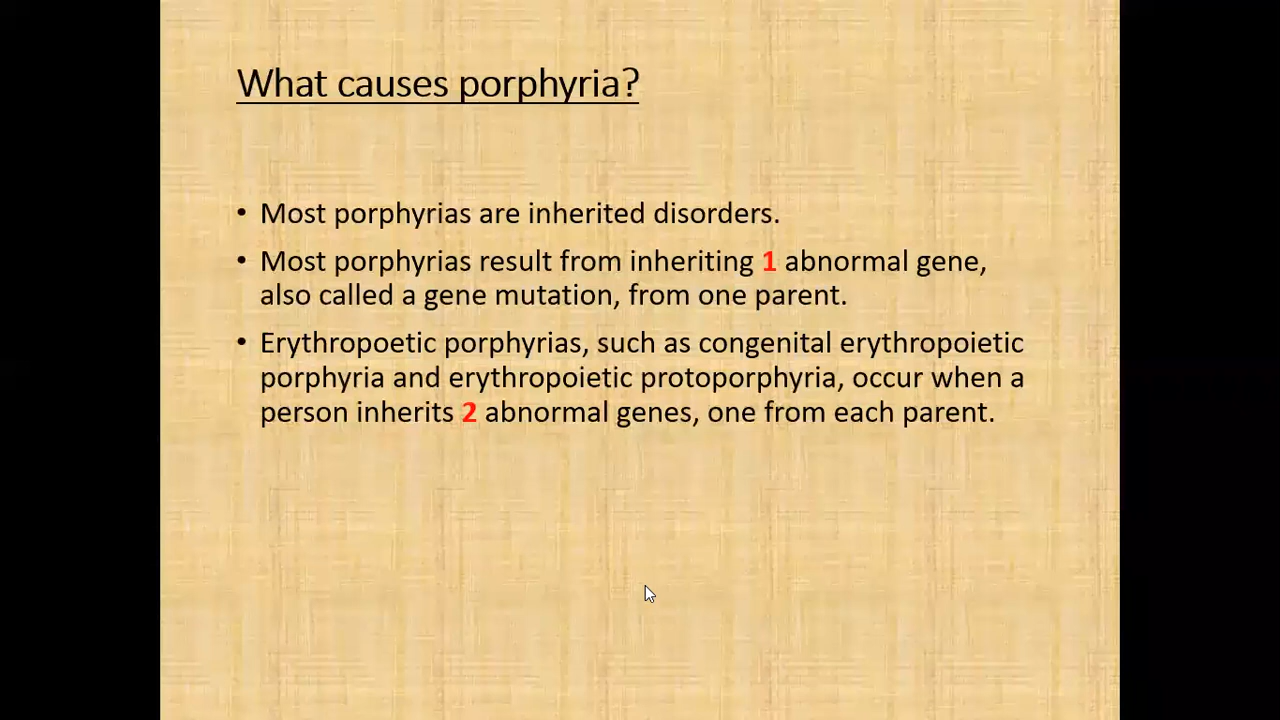 What causes porphyria?
• Most porphyrias are inherited disorders.
• Most porphyrias result from inheriting 1 abnormal gene,
also called a gene mutation, from one parent.
• Erythropoetic porphyrias, such as congenital erythropoietic
porphyria and erythropoietic protoporphyria, occur when a
person inherits 2 abnormal genes, one from each parent.